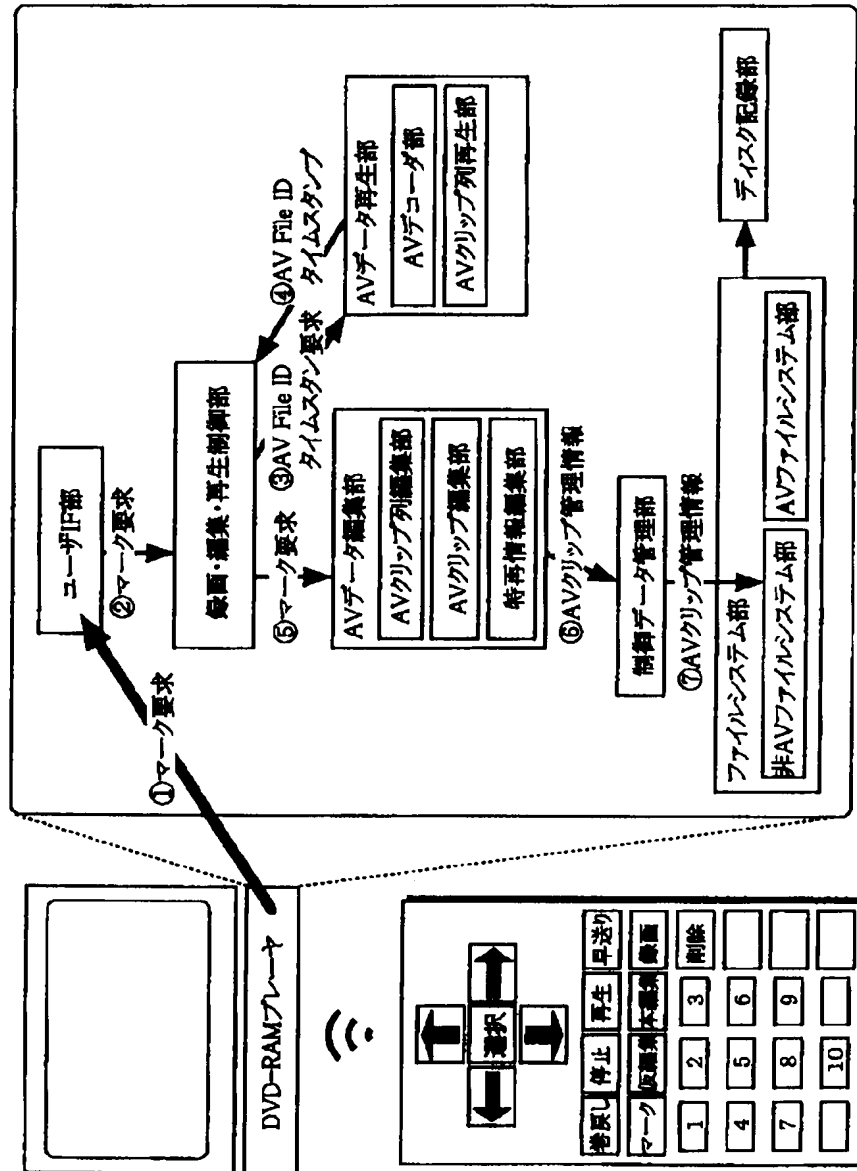 DVD-RAMプレーヤ
選択
巻戻し
停止
再生
早送り
マーク
仮編集
本編集
録画
1
2
3
削除
4
5
6
7
8
9
10
①マーク要求
ユーザIF部
②マーク要求
録画・編集・再生制御部
⑤マーク要求
③AV File ID
タイムスタン要求
④AV File ID
タイムスタンプ
AVデータ再生部
AVデコーダ部
AVクリップ列再生部
AVデータ編集部
AVクリップ列編集部
AVクリップ編集部
特再情報編集部
⑥AVクリップ管理情報
制御データ管理部
⑦AVクリップ管理情報
ファイルシステム部
非AVファイルシステム部
AVファイルシステム部
ディスク記録部